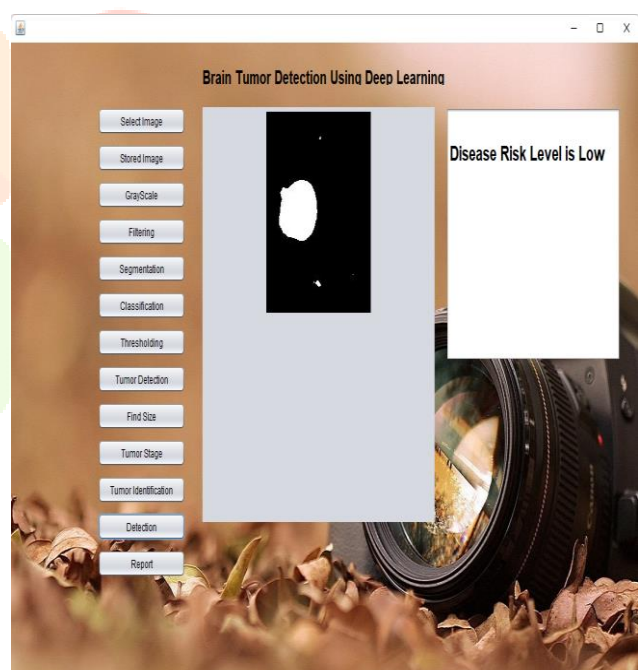 Brain Tumor Detection Using Deep Learning
Select Image
Stored Image
GrayScale
Filtering
Segmentation
Classification
Thresholding
Tumor Detection
Find Size
Tumor Stage
Tumor Identification
Detection
Report
Disease Risk Level is Low